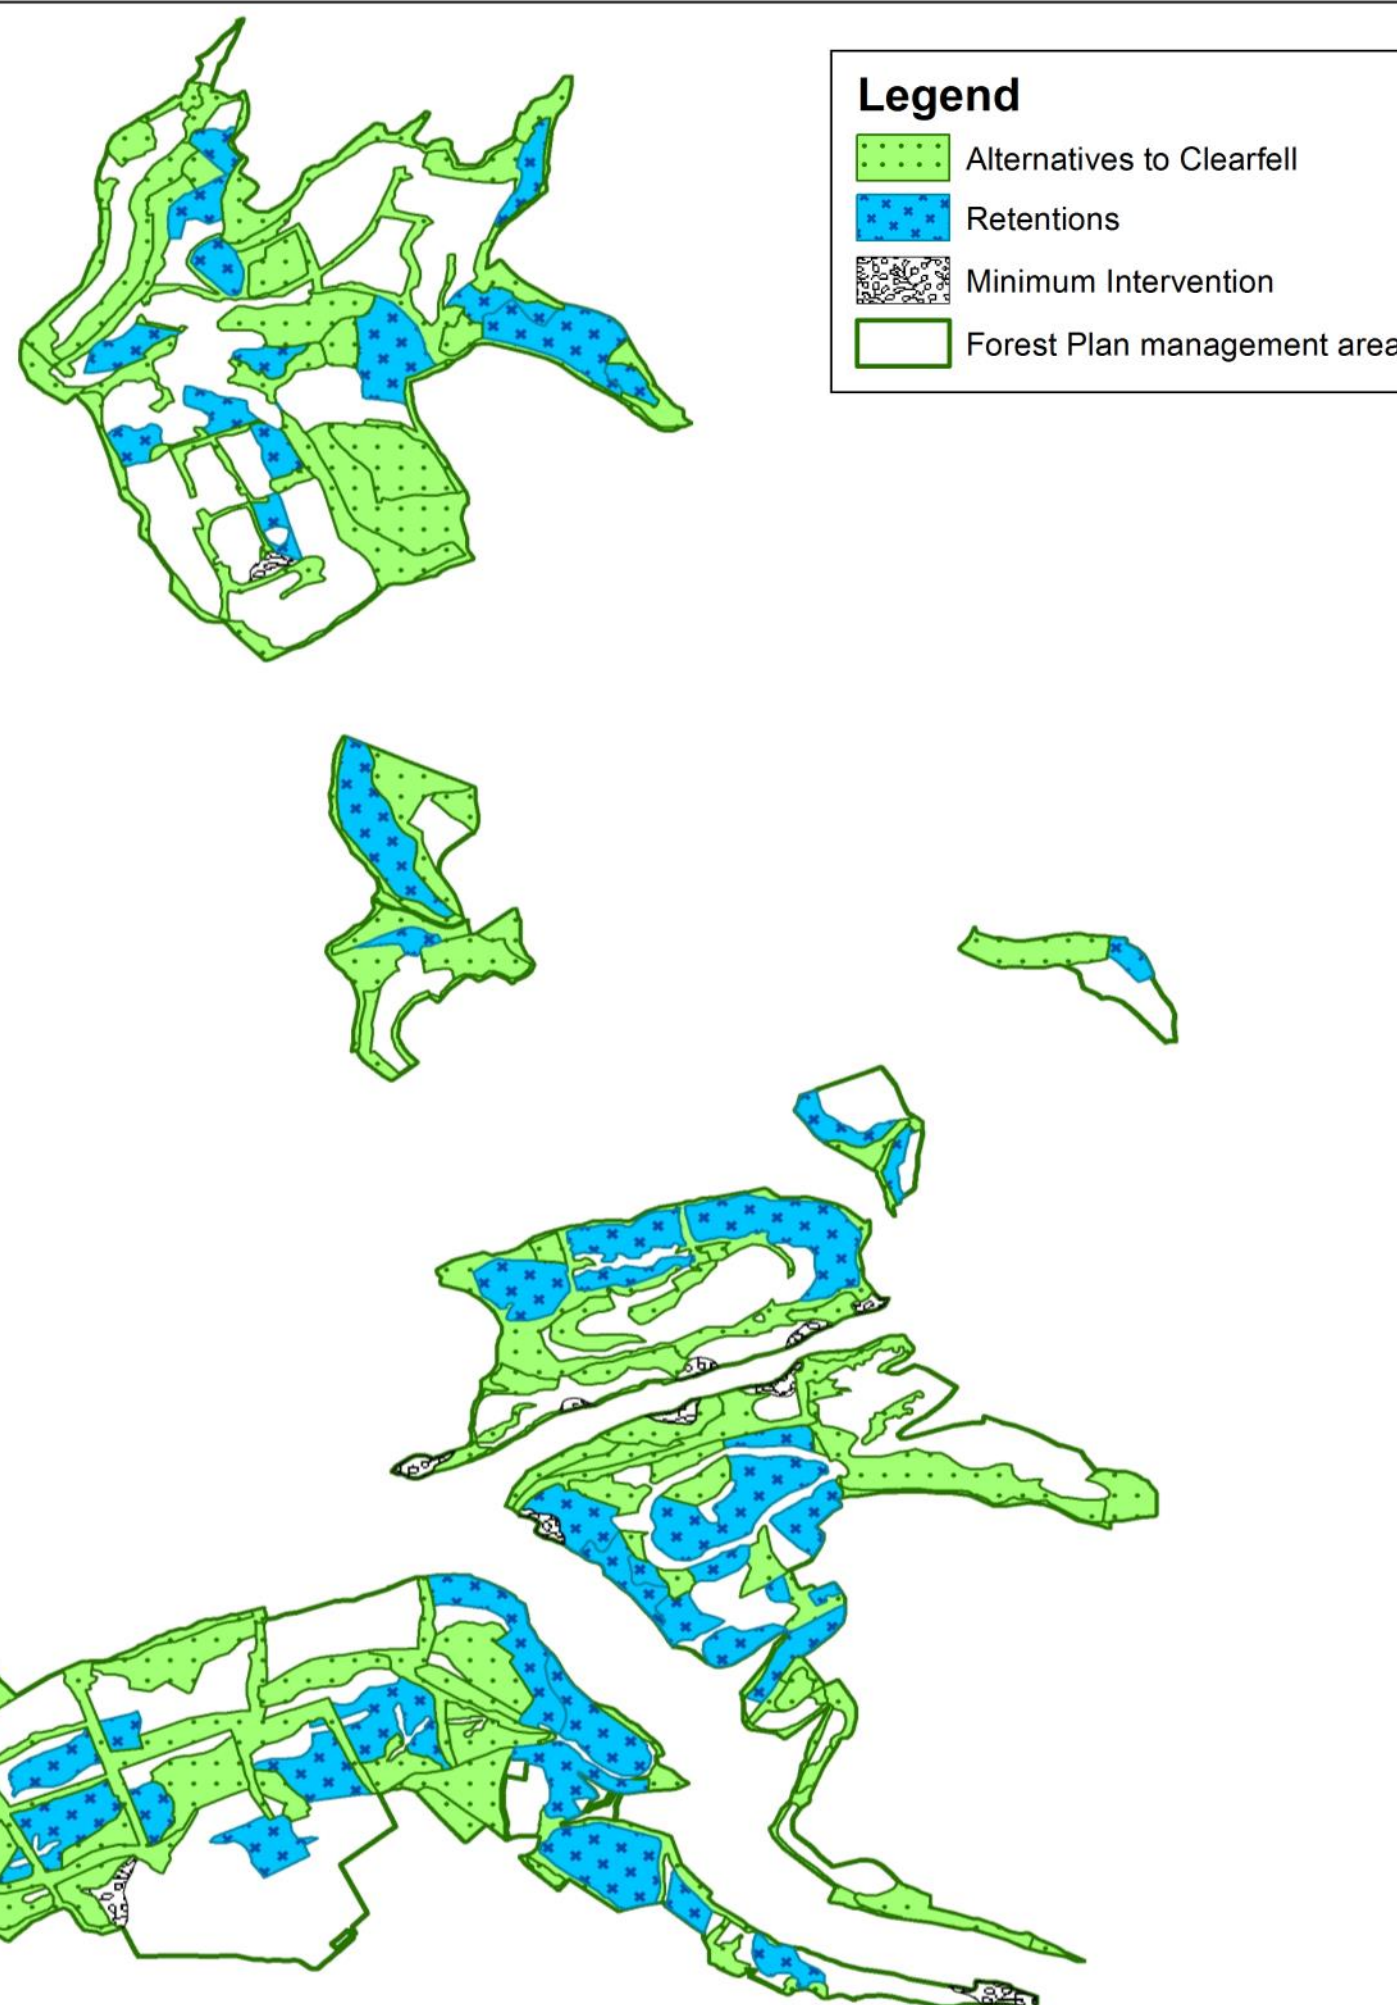 Legend
Alternatives to Clearfell
Retentions
Minimum Intervention
Forest Plan management area